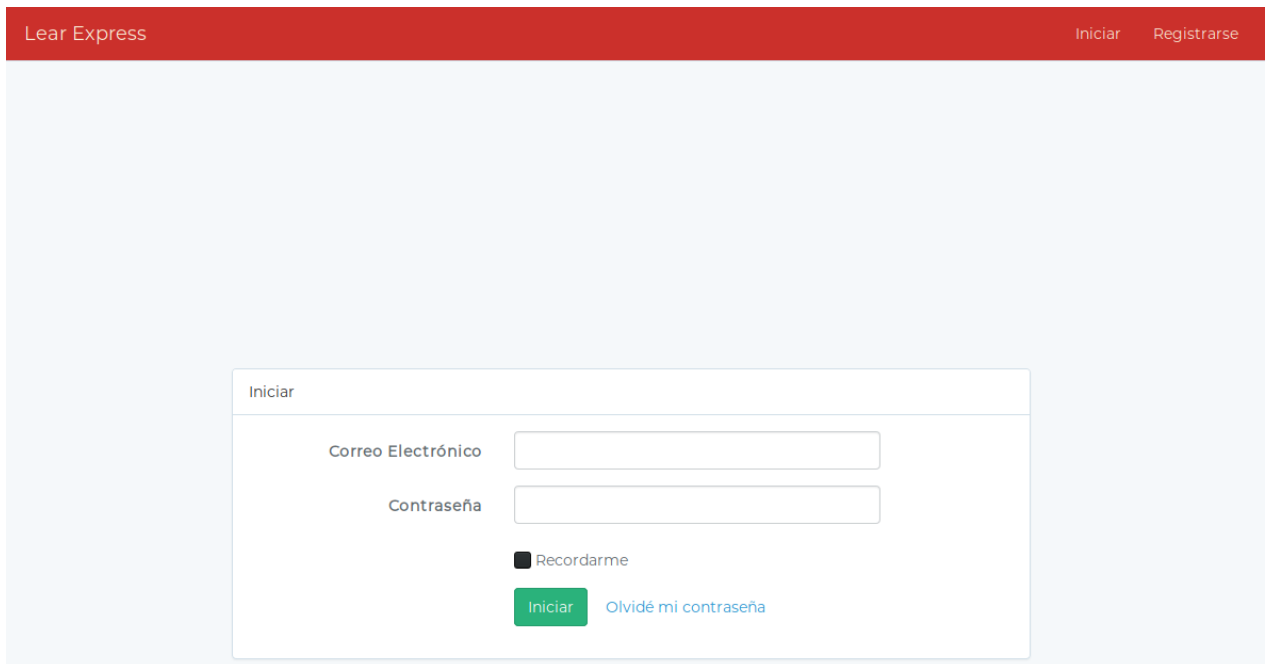 Lear Express
Iniciar Registrarse
Iniciar
Correo Electrónico
Contraseña
Recordarme
Iniciar Olvidé mi contraseña